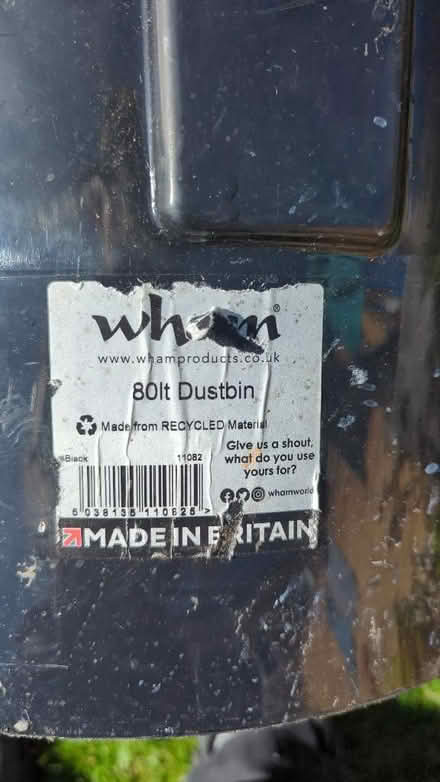 wham®
www.whamproducts.co.uk
80lt Dustbin
Made from RECYCLED Material
Black 11082
Give us a shout,
what do you use
yours for?
whamworld
5 038135 110825 >
MADE IN BRITAIN